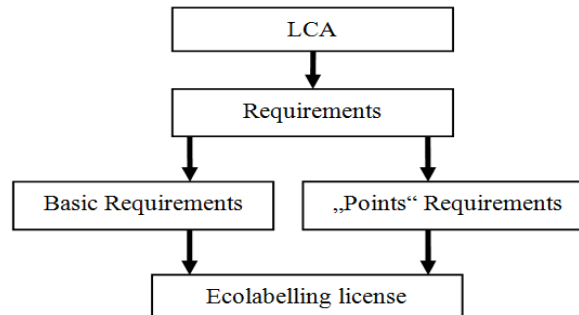 LCA
Requirements
Basic Requirements
„Points“ Requirements
Ecolabelling license